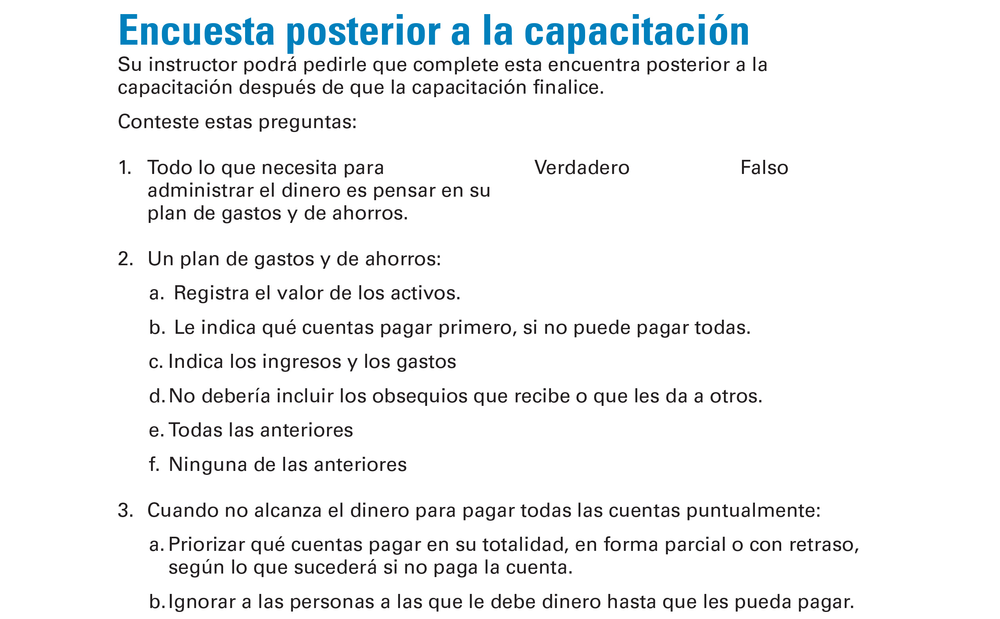 Encuesta posterior a la capacitación
Su instructor podrá pedirle que complete esta encuentra posterior a la
capacitación después de que la capacitación finalice.
Conteste estas preguntas:
1. Todo lo que necesita para Verdadero Falso
administrar el dinero es pensar en su
plan de gastos y de ahorros.
2. Un plan de gastos y de ahorros:
a. Registra el valor de los activos.
b. Le indica qué cuentas pagar primero, si no puede pagar todas.
c. Indica los ingresos y los gastos
d. No debería incluir los obsequios que recibe o que les da a otros.
e. Todas las anteriores
f. Ninguna de las anteriores
3. Cuando no alcanza el dinero para pagar todas las cuentas puntualmente:
a. Priorizar qué cuentas pagar en su totalidad, en forma parcial o con retraso,
según lo que sucederá si no paga la cuenta.
b. Ignorar a las personas a las que le debe dinero hasta que les pueda pagar.